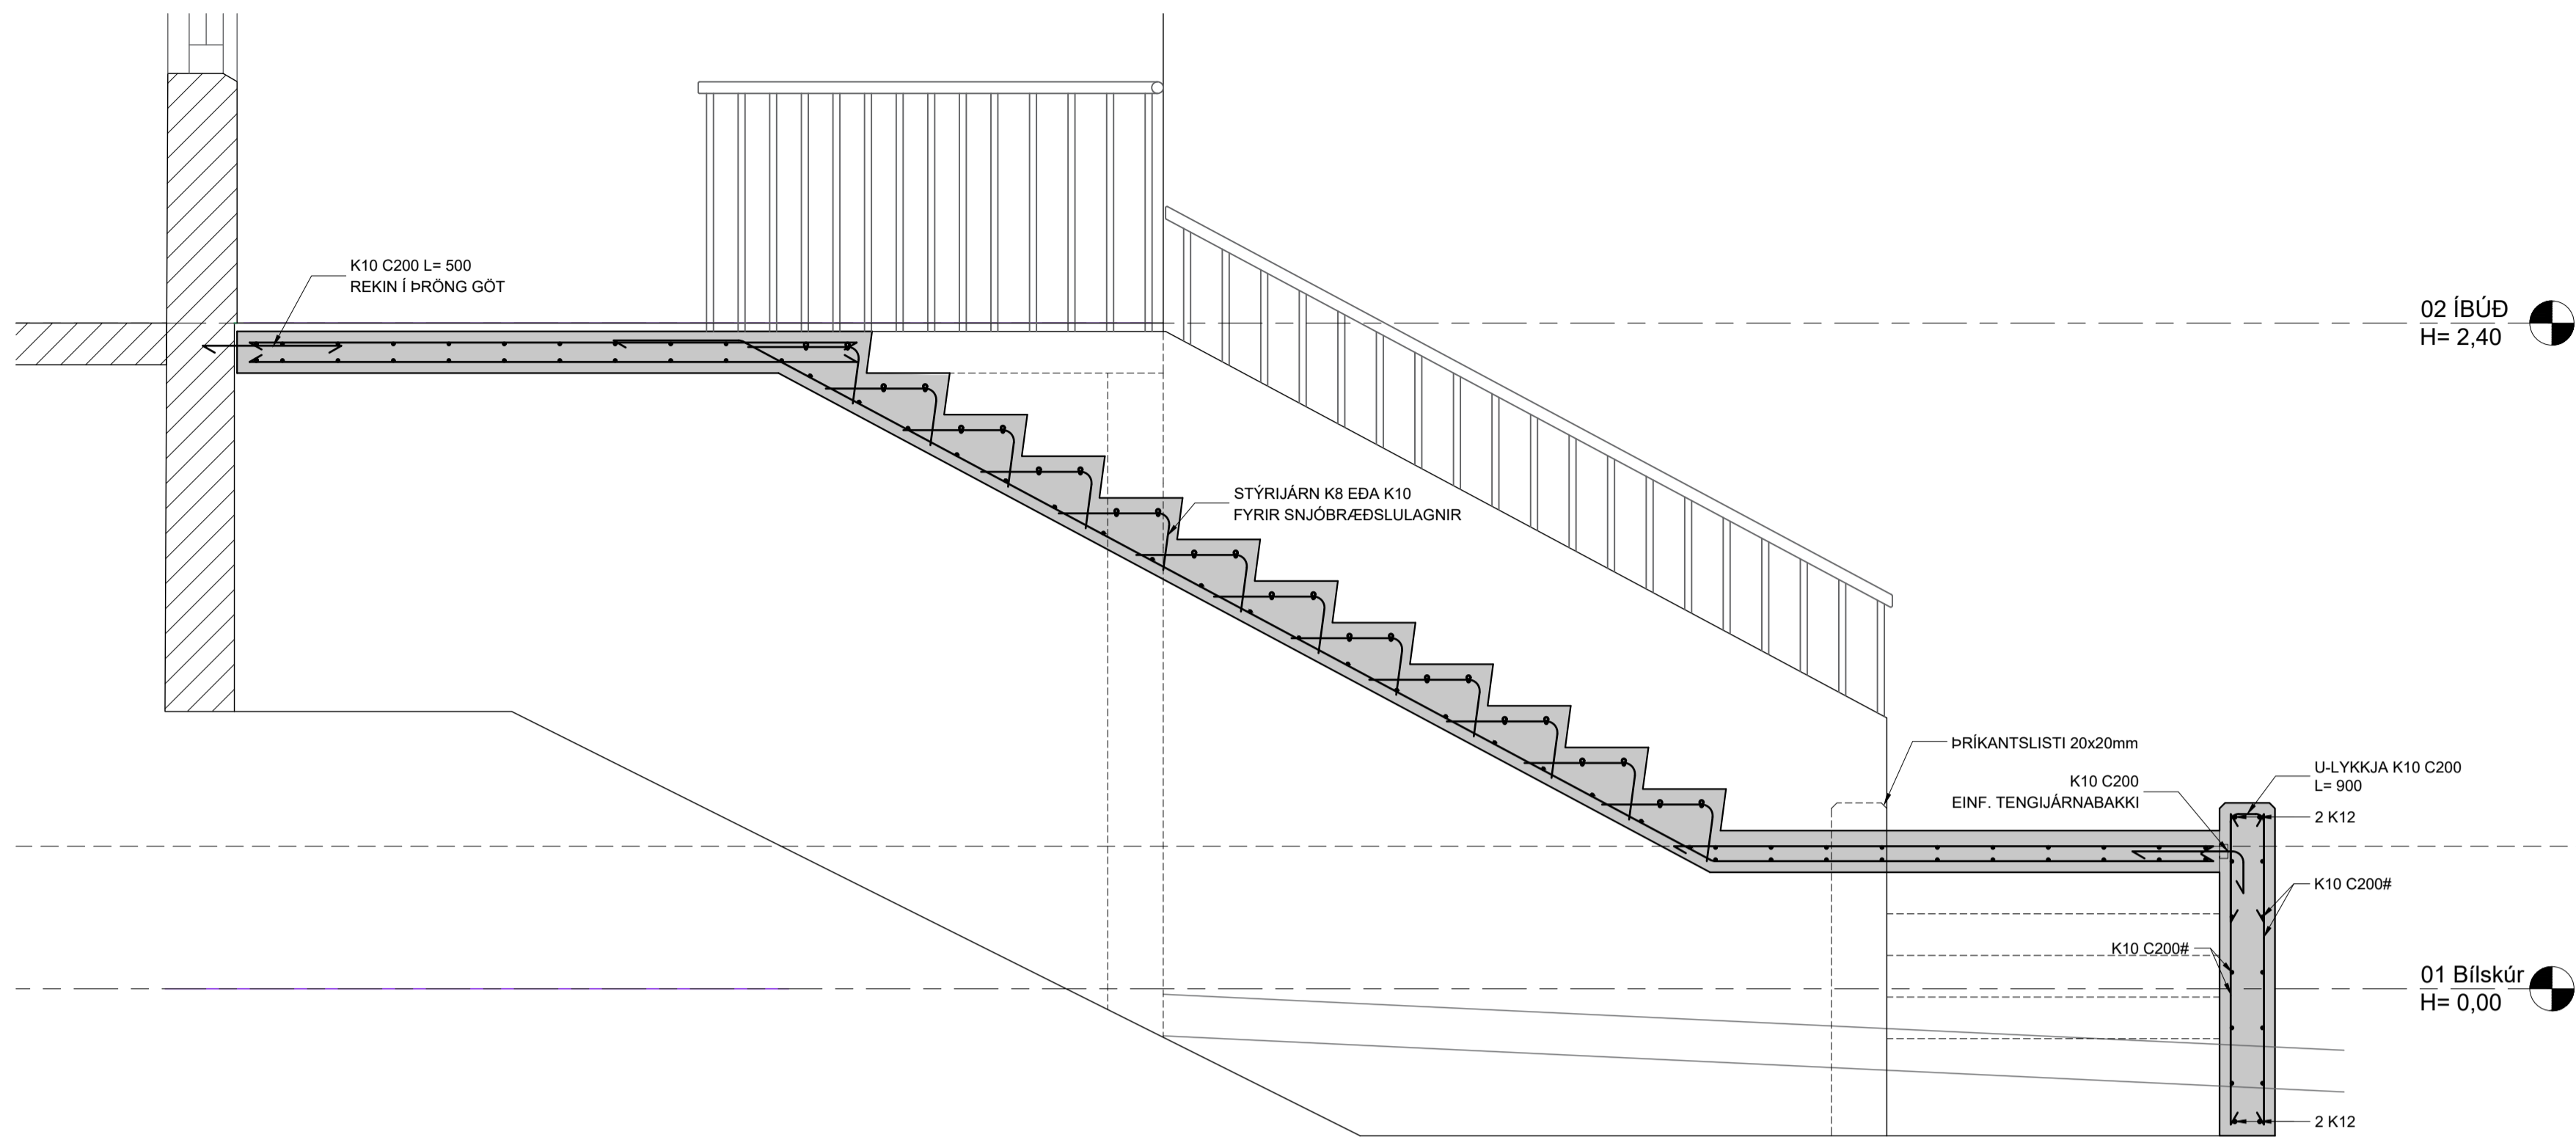 K10 C200 L= 500
REKIN Í ÞRÖNG GÖT
02 ÍBÚÐ
H= 2,40
STÝRIJÁRN K8 EÐA K10
FYRIR SNJÓBRÆÐSLULAGNIR
ÞRÍKANTSLISTI 20x20mm
K10 C200
EINF. TENGIJÁRNABAKKI
U-LYKKJA K10 C200
L= 900
2 K12
K10 C200#
K10 C200#
01 Bílskúr
H= 0,00
2 K12